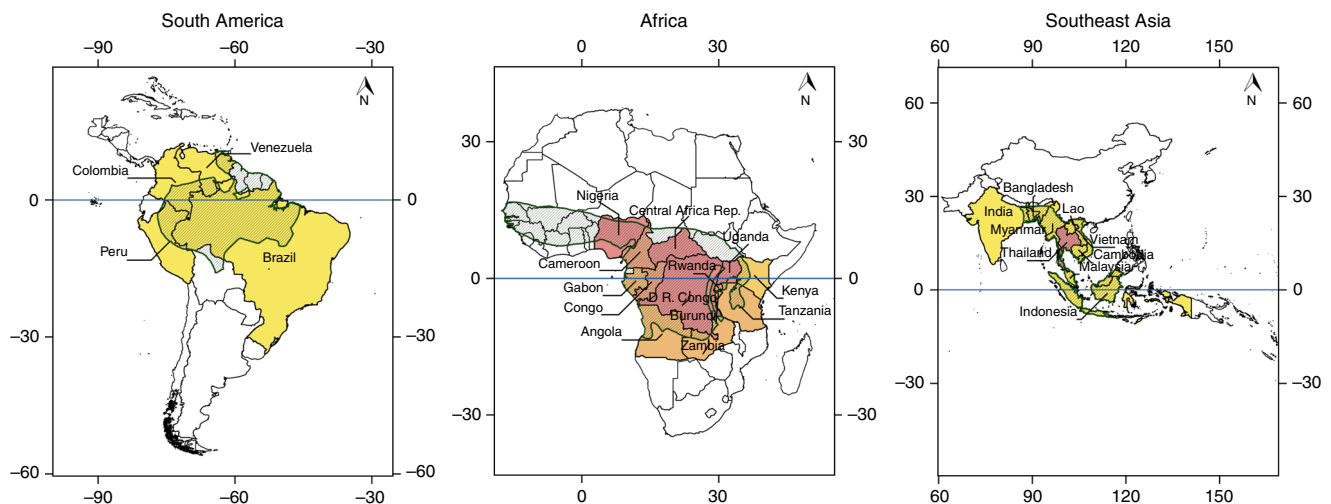 South America
−90
−60
−30
N
Venezuela
Colombia
0
0
Peru
Brazil
−30
−30
−60
−60
−90
−60
−30
Africa
0
30
N
30
30
Nigeria
Central Africa Rep.
Uganda
Cameroon
Rwanda
0
0
Gabon
Kenya
Congo
D R. Congo
Tanzania
Burundi
Angola
Zambia
−30
−30
0
30
Southeast Asia
60
90
120
150
N
60
60
30
30
Bangladesh
India
Lao
Myanmar
Vietnam
Thailand
Cambodia
Malaysia
0
0
Indonesia
−30
−30
60
90
120
150